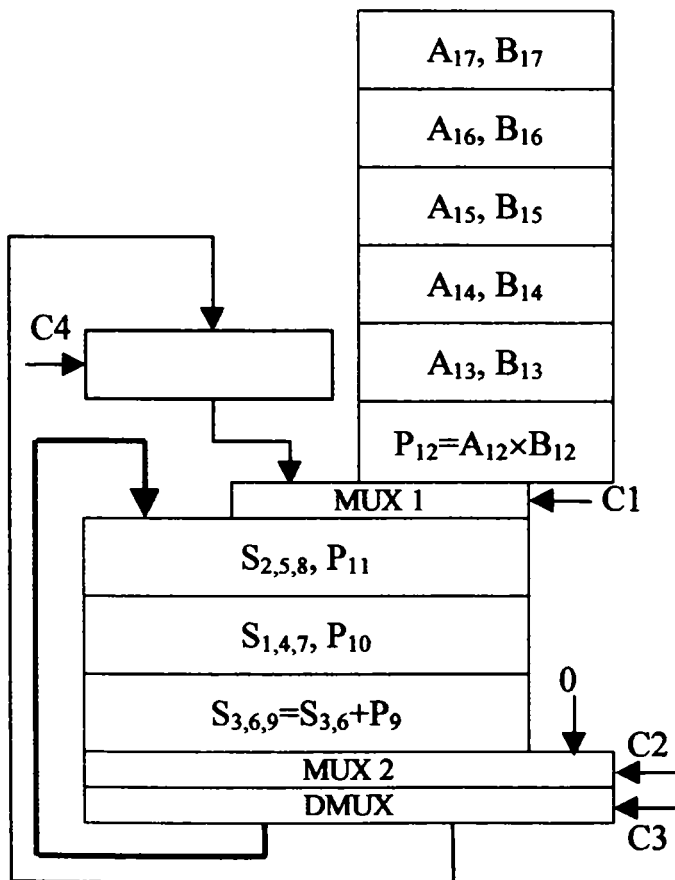 A₁₇, B₁₇
A₁₆, B₁₆
A₁₅, B₁₅
A₁₄, B₁₄
C4
A₁₃, B₁₃
P₁₂=A₁₂×B₁₂
MUX 1
C1
S₂,₅,₈, P₁₁
S₁,₄,₇, P₁₀
0
S₃,₆,₉=S₃,₆+P₉
C2
MUX 2
DMUX
C3